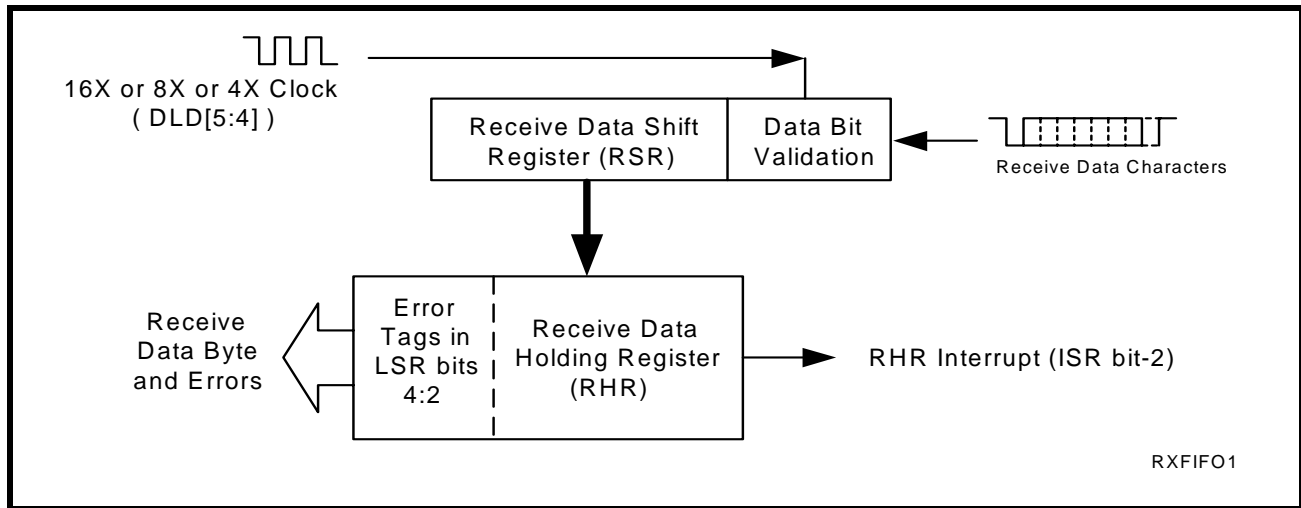 16X or 8X or 4X Clock
( DLD[5:4] )
Receive Data Shift
Register (RSR)
Data Bit
Validation
Receive Data Characters
Receive
Data Byte
and Errors
Error
Tags in
LSR bits
4:2
Receive Data
Holding Register
(RHR)
RHR Interrupt (ISR bit-2)
RXFIFO1